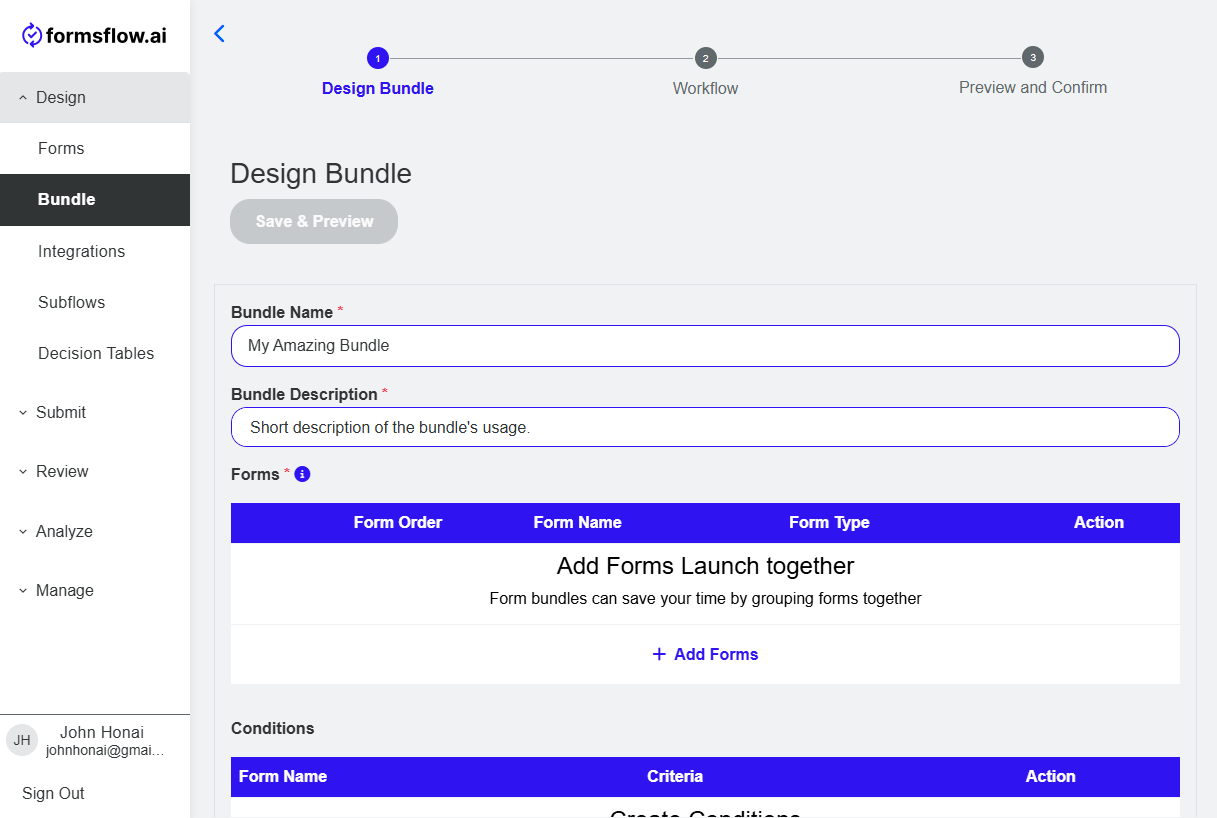 formsflow.ai
Design
Forms
Bundle
Integrations
Subflows
Decision Tables
Submit
Review
Analyze
Manage
JH
John Honai
johnhonai@gmai…
Sign Out
1
Design Bundle
2
Workflow
3
Preview and Confirm
Design Bundle
Save & Preview
Bundle Name *
My Amazing Bundle
Bundle Description *
Short description of the bundle's usage.
Forms * i
Form Order Form Name Form Type Action
Add Forms Launch together
Form bundles can save your time by grouping forms together
+ Add Forms
Conditions
Form Name Criteria Action
Create Conditions